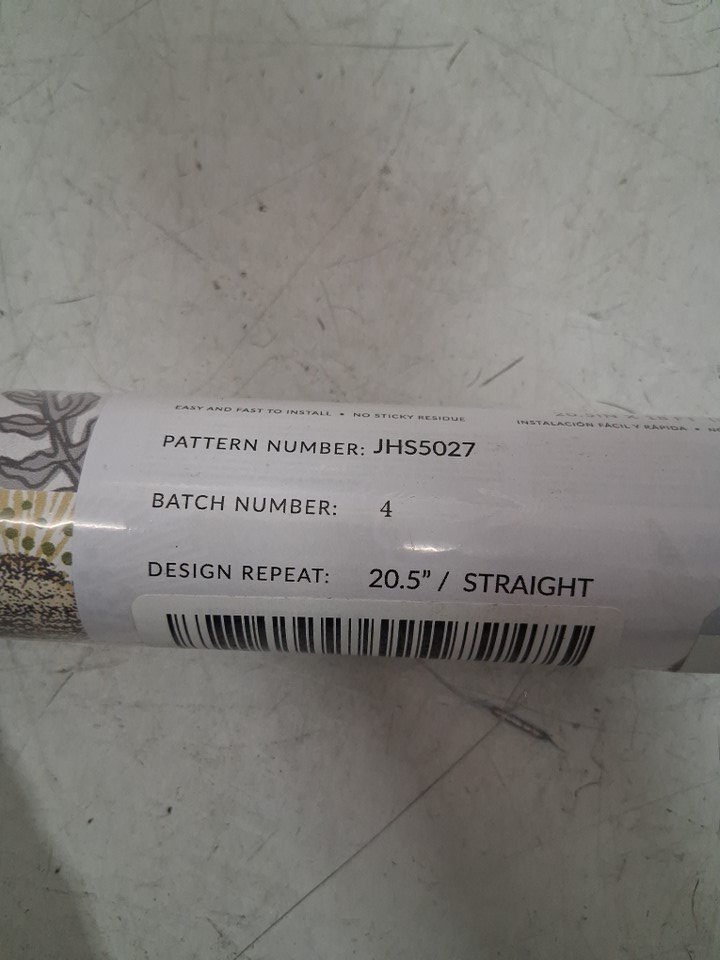 EASY AND FAST TO INSTALL • NO STICKY RESIDUE
INSTALACIÓN FÁCIL Y RÁPIDA •
PATTERN NUMBER: JHS5027
BATCH NUMBER: 4
DESIGN REPEAT: 20.5” / STRAIGHT